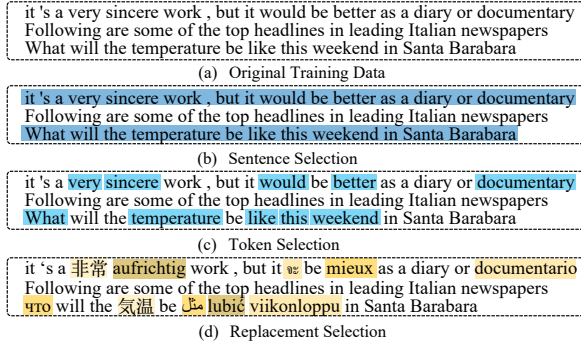 it 's a very sincere work , but it would be better as a diary or documentary
Following are some of the top headlines in leading Italian newspapers
What will the temperature be like this weekend in Santa Barabara
(a) Original Training Data
it 's a very sincere work , but it would be better as a diary or documentary
Following are some of the top headlines in leading Italian newspapers
What will the temperature be like this weekend in Santa Barabara
(b) Sentence Selection
it 's a very sincere work , but it would be better as a diary or documentary
Following are some of the top headlines in leading Italian newspapers
What will the temperature be like this weekend in Santa Barabara
(c) Token Selection
it ‘s a 非常 aufrichtig work , but it จะ be mieux as a diary or documentario
Following are some of the top headlines in leading Italian newspapers
что will the 気温 be مثل lubić viikonloppu in Santa Barabara
(d) Replacement Selection